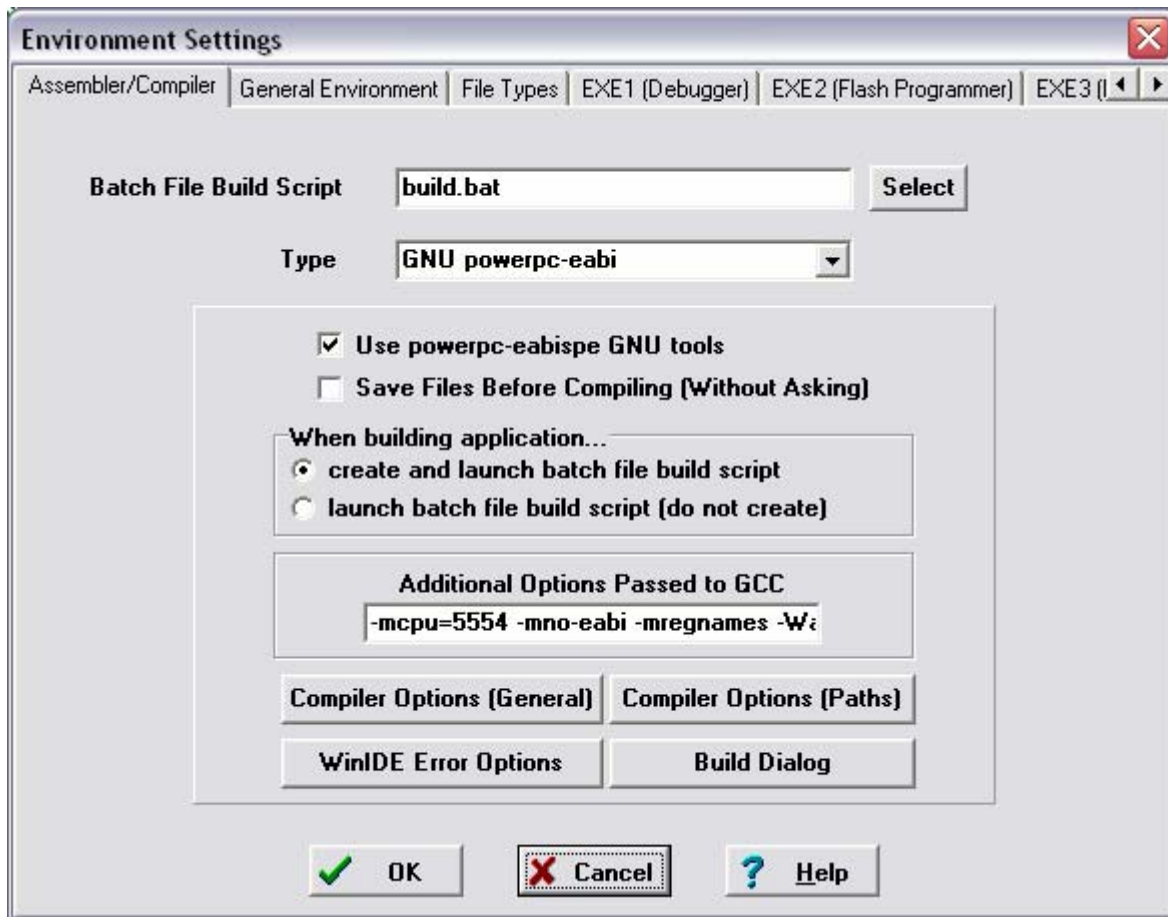 Environment Settings
Assembler/Compiler General Environment File Types EXE1 (Debugger) EXE2 (Flash Programmer) EXE3 (
Batch File Build Script build.bat Select
Type GNU powerpc-eabi
Use powerpc-eabispe GNU tools
Save Files Before Compiling (Without Asking)
When building application...
create and launch batch file build script
launch batch file build script (do not create)
Additional Options Passed to GCC
-mcpu=5554 -mno-eabi -mregnames -Wa
Compiler Options (General) Compiler Options (Paths)
WinIDE Error Options Build Dialog
OK Cancel Help